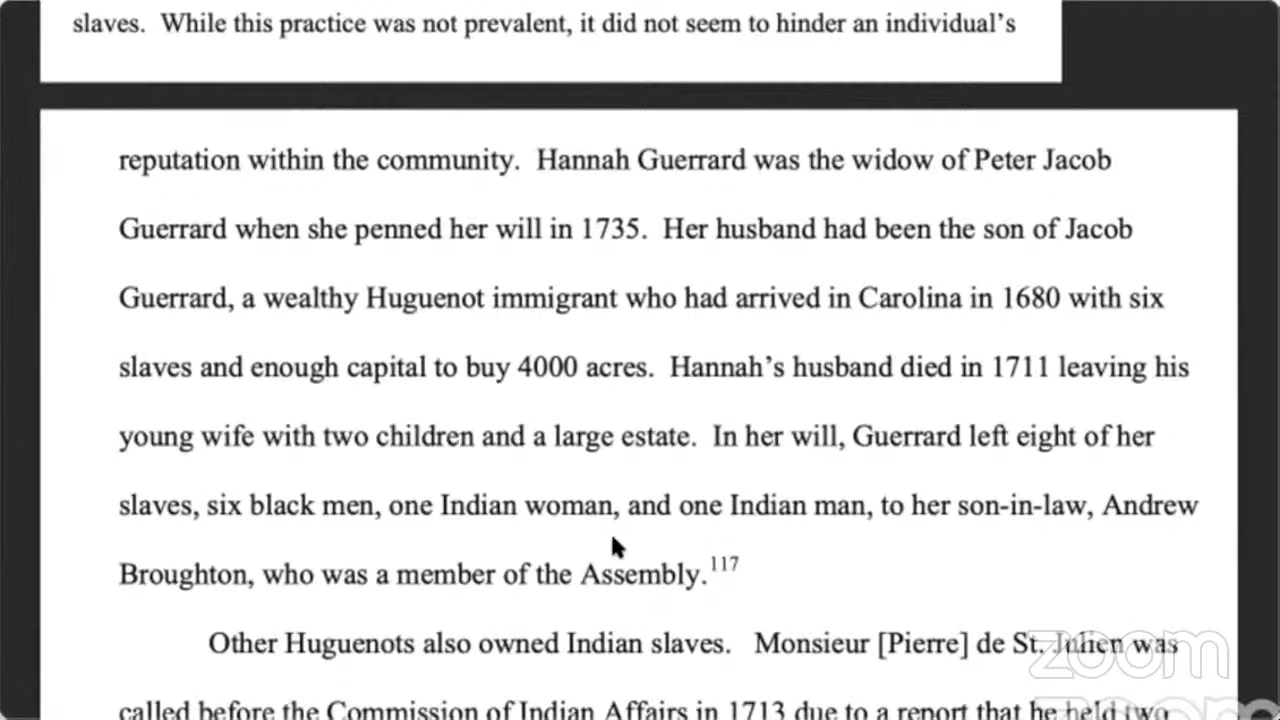 slaves.  While this practice was not prevalent, it did not seem to hinder an individual’s
reputation within the community.  Hannah Guerrard was the widow of Peter Jacob
Guerrard when she penned her will in 1735.  Her husband had been the son of Jacob
Guerrard, a wealthy Huguenot immigrant who had arrived in Carolina in 1680 with six
slaves and enough capital to buy 4000 acres.  Hannah’s husband died in 1711 leaving his
young wife with two children and a large estate.  In her will, Guerrard left eight of her
slaves, six black men, one Indian woman, and one Indian man, to her son-in-law, Andrew
Broughton, who was a member of the Assembly.117
Other Huguenots also owned Indian slaves.  Monsieur [Pierre] de St. Julien was
called before the Commission of Indian Affairs in 1713 due to a report that he held two
zoom
zoom